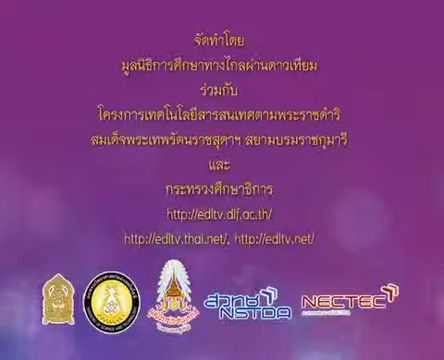 จัดทำโดย
มูลนิธิการศึกษาทางไกลผ่านดาวเทียม
ร่วมกับ
โครงการเทคโนโลยีสารสนเทศตามพระราชดำริ
สมเด็จพระเทพรัตนราชสุดาฯ สยามบรมราชกุมารี
และ
กระทรวงศึกษาธิการ
http://edltv.dlf.ac.th/
http://edltv.thai.net/, http://edltv.net/
สวทช NSTDA
NECTEC